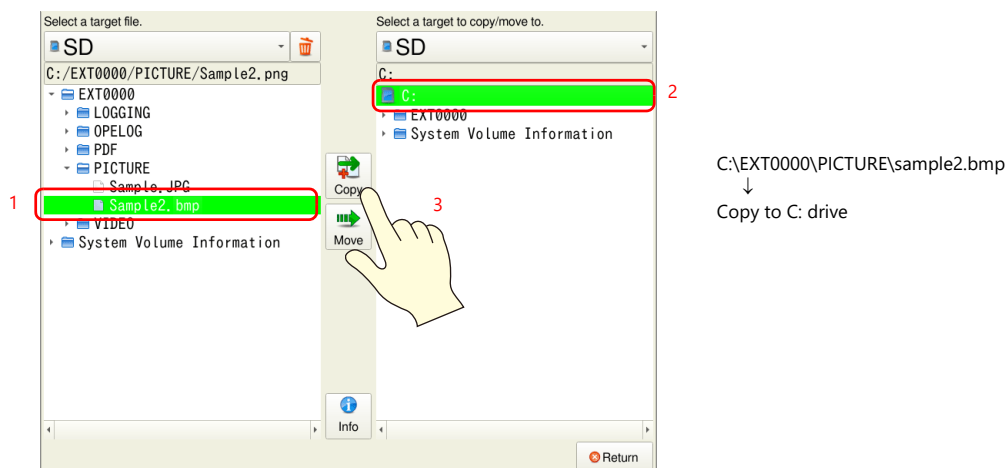 Select a target file.
SD
C:/EXT0000/PICTURE/Sample2.png
EXT0000
LOGGING
OPELOG
PDF
PICTURE
Sample.JPG
Sample2.bmp
VIDEO
System Volume Information
1
Copy
Move
3
Info
Select a target to copy/move to.
SD
C:
C:
EXT0000
System Volume Information
2
Return
C:\EXT0000\PICTURE\sample2.bmp
↓
Copy to C: drive